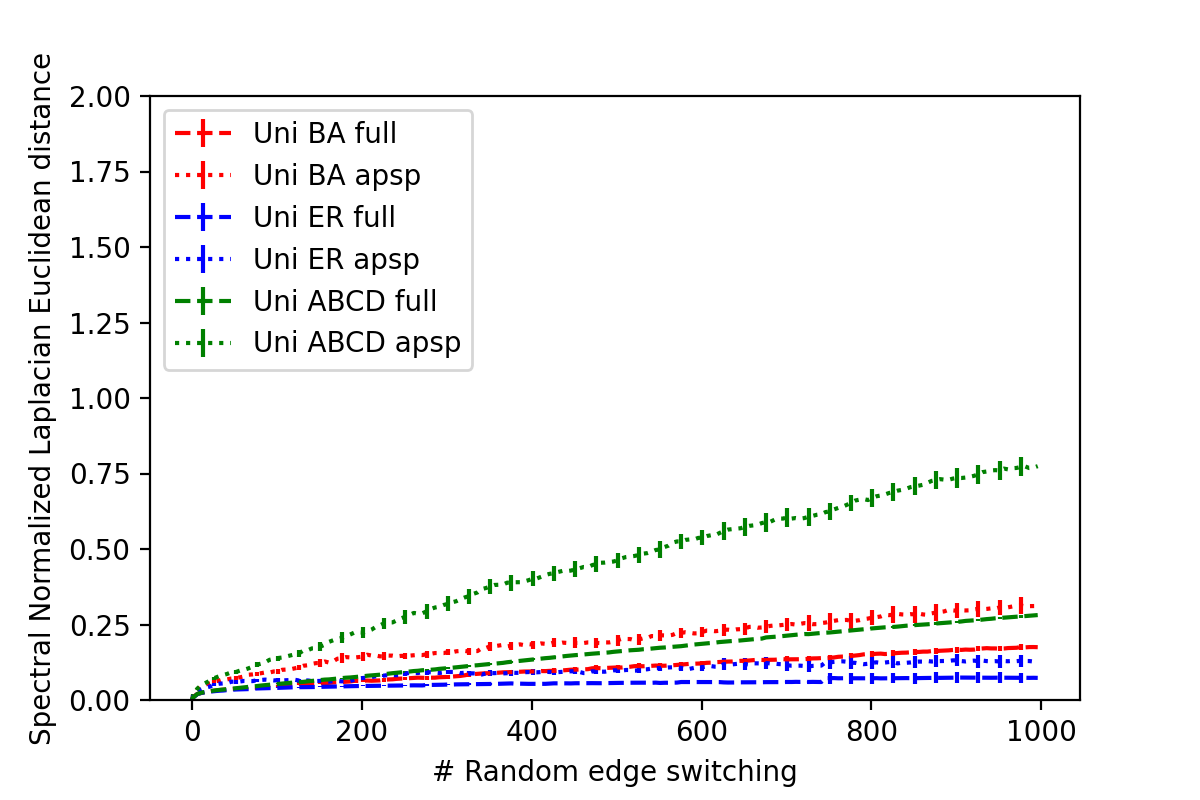 Spectral Normalized Laplacian Euclidean distance
2.00
1.75
1.50
1.25
1.00
0.75
0.50
0.25
0.00
Uni BA full
Uni BA apsp
Uni ER full
Uni ER apsp
Uni ABCD full
Uni ABCD apsp
0
200
400
600
800
1000
# Random edge switching